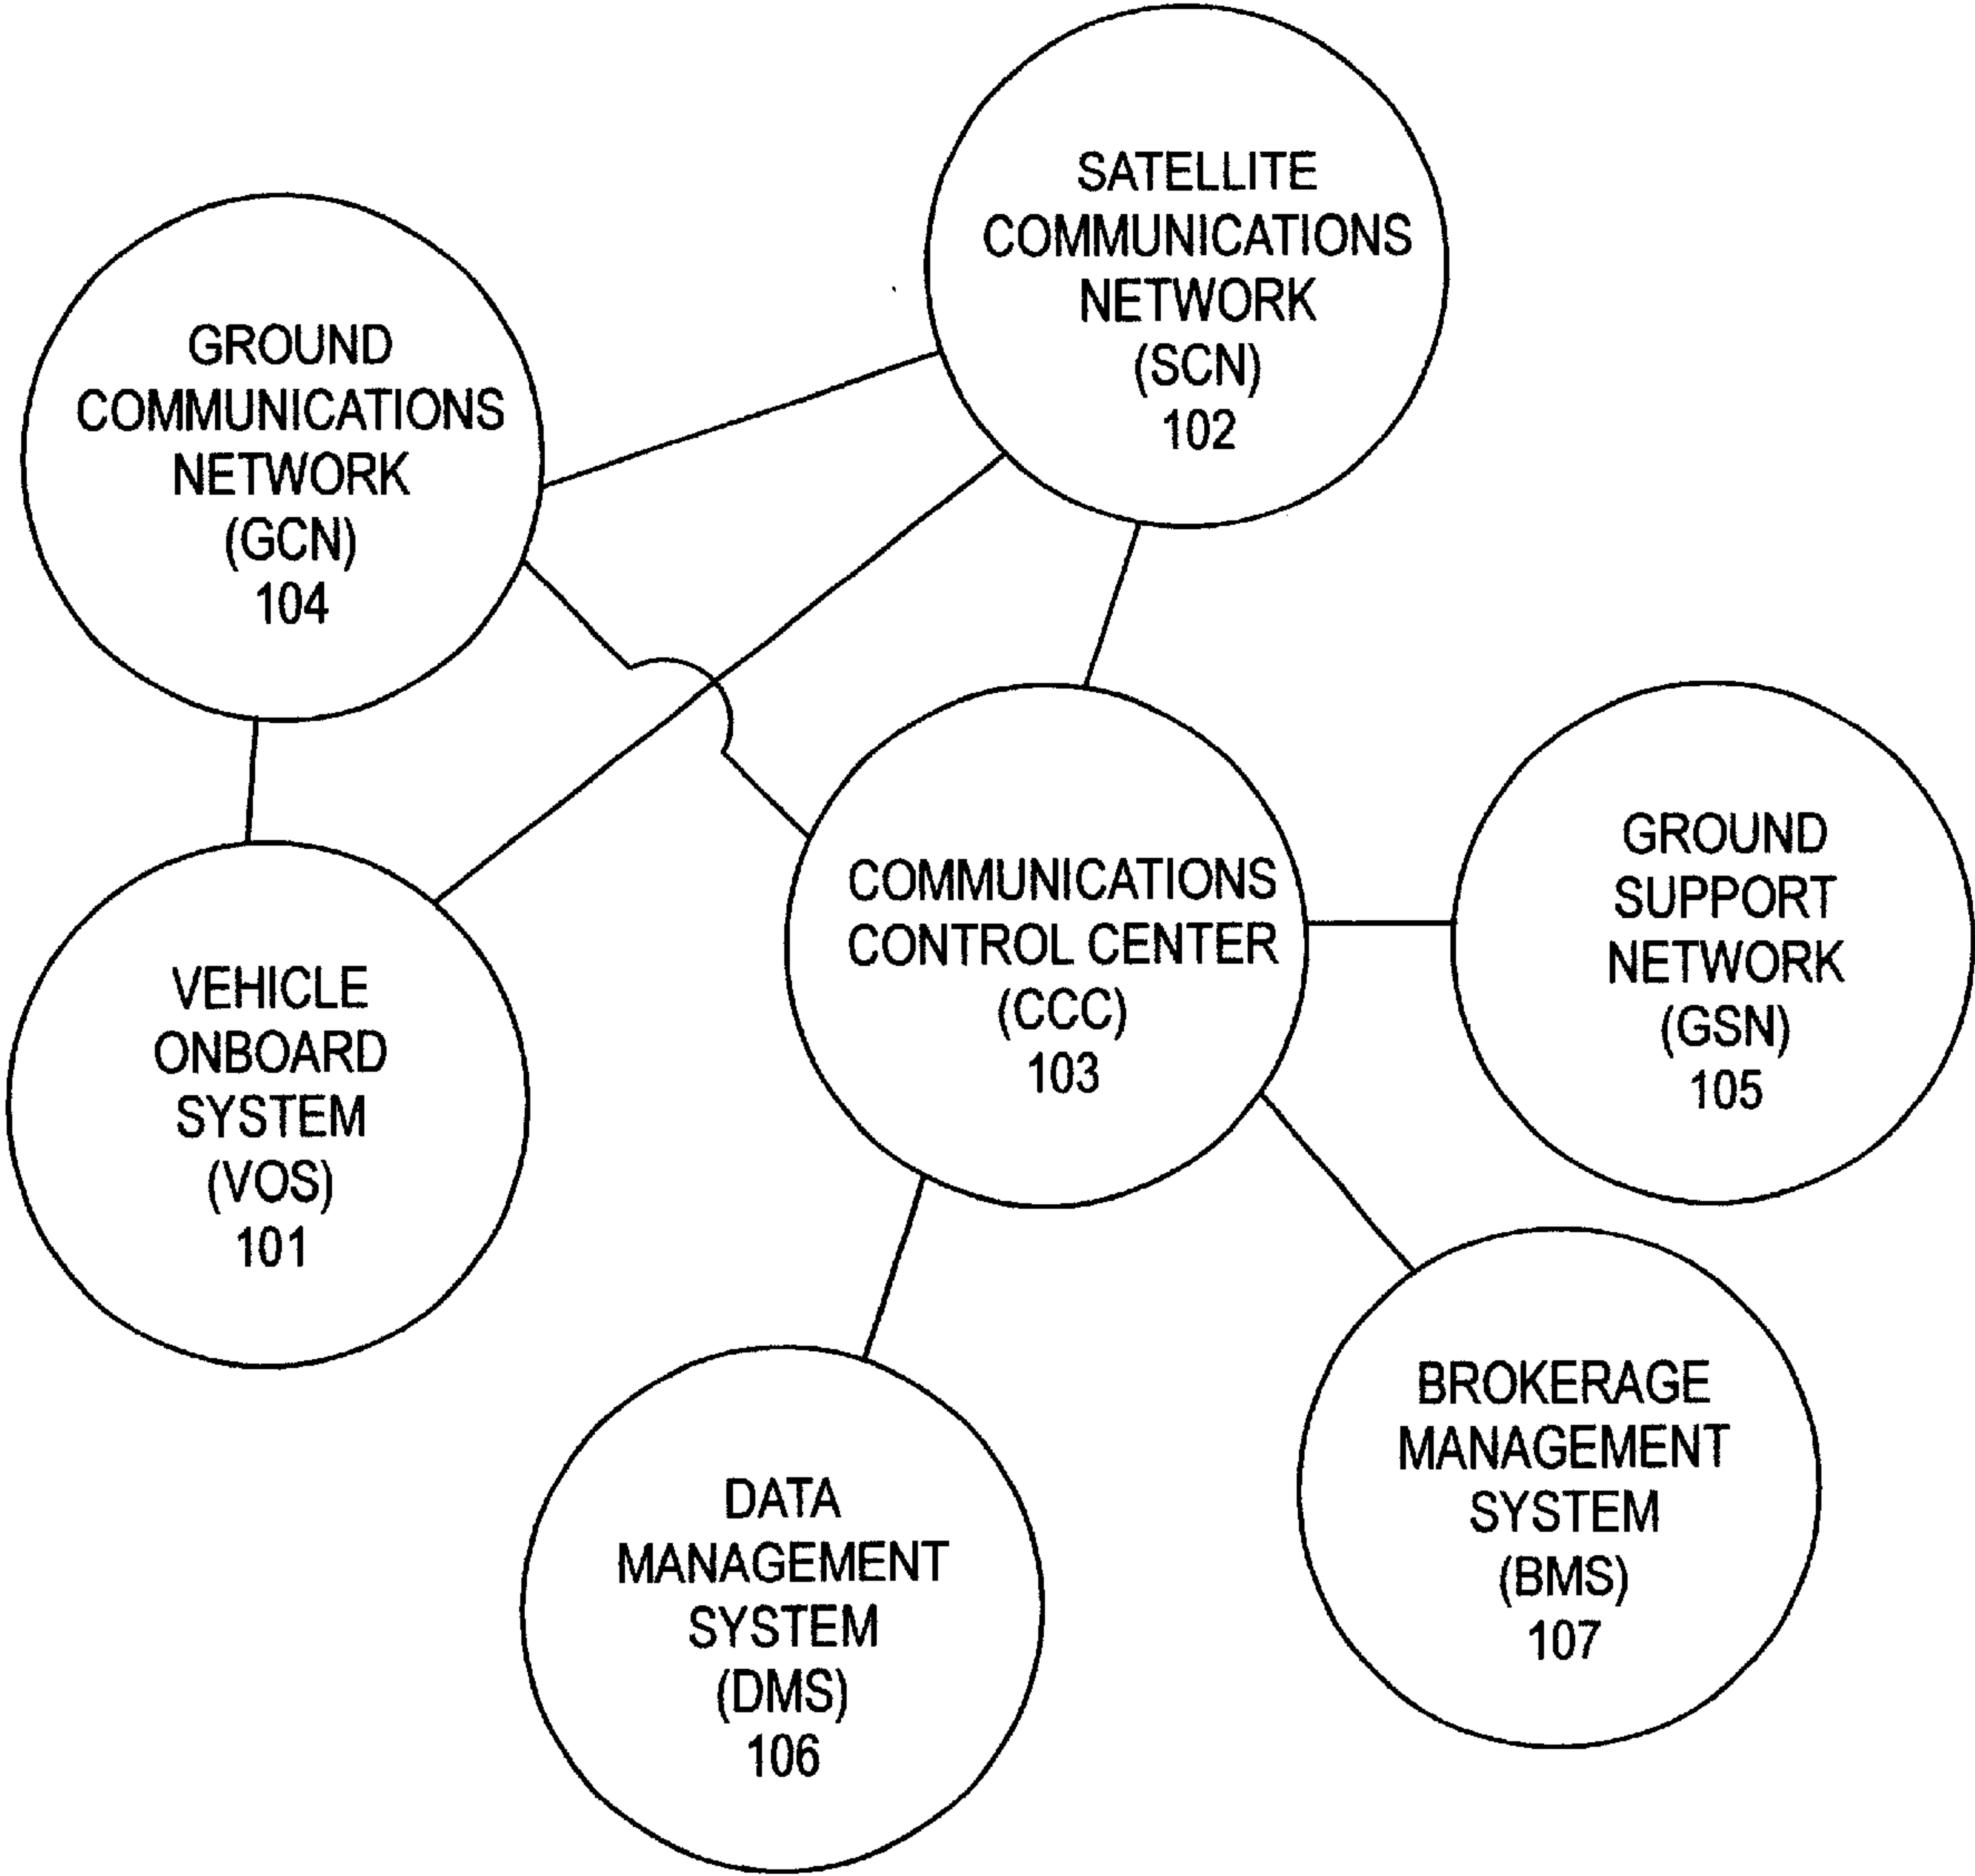 SATELLITE
COMMUNICATIONS
NETWORK
(SCN)
102
GROUND
COMMUNICATIONS
NETWORK
(GCN)
104
COMMUNICATIONS
CONTROL CENTER
(CCC)
103
GROUND
SUPPORT
NETWORK
(GSN)
105
VEHICLE
ONBOARD
SYSTEM
(VOS)
101
BROKERAGE
MANAGEMENT
SYSTEM
(BMS)
107
DATA
MANAGEMENT
SYSTEM
(DMS)
106